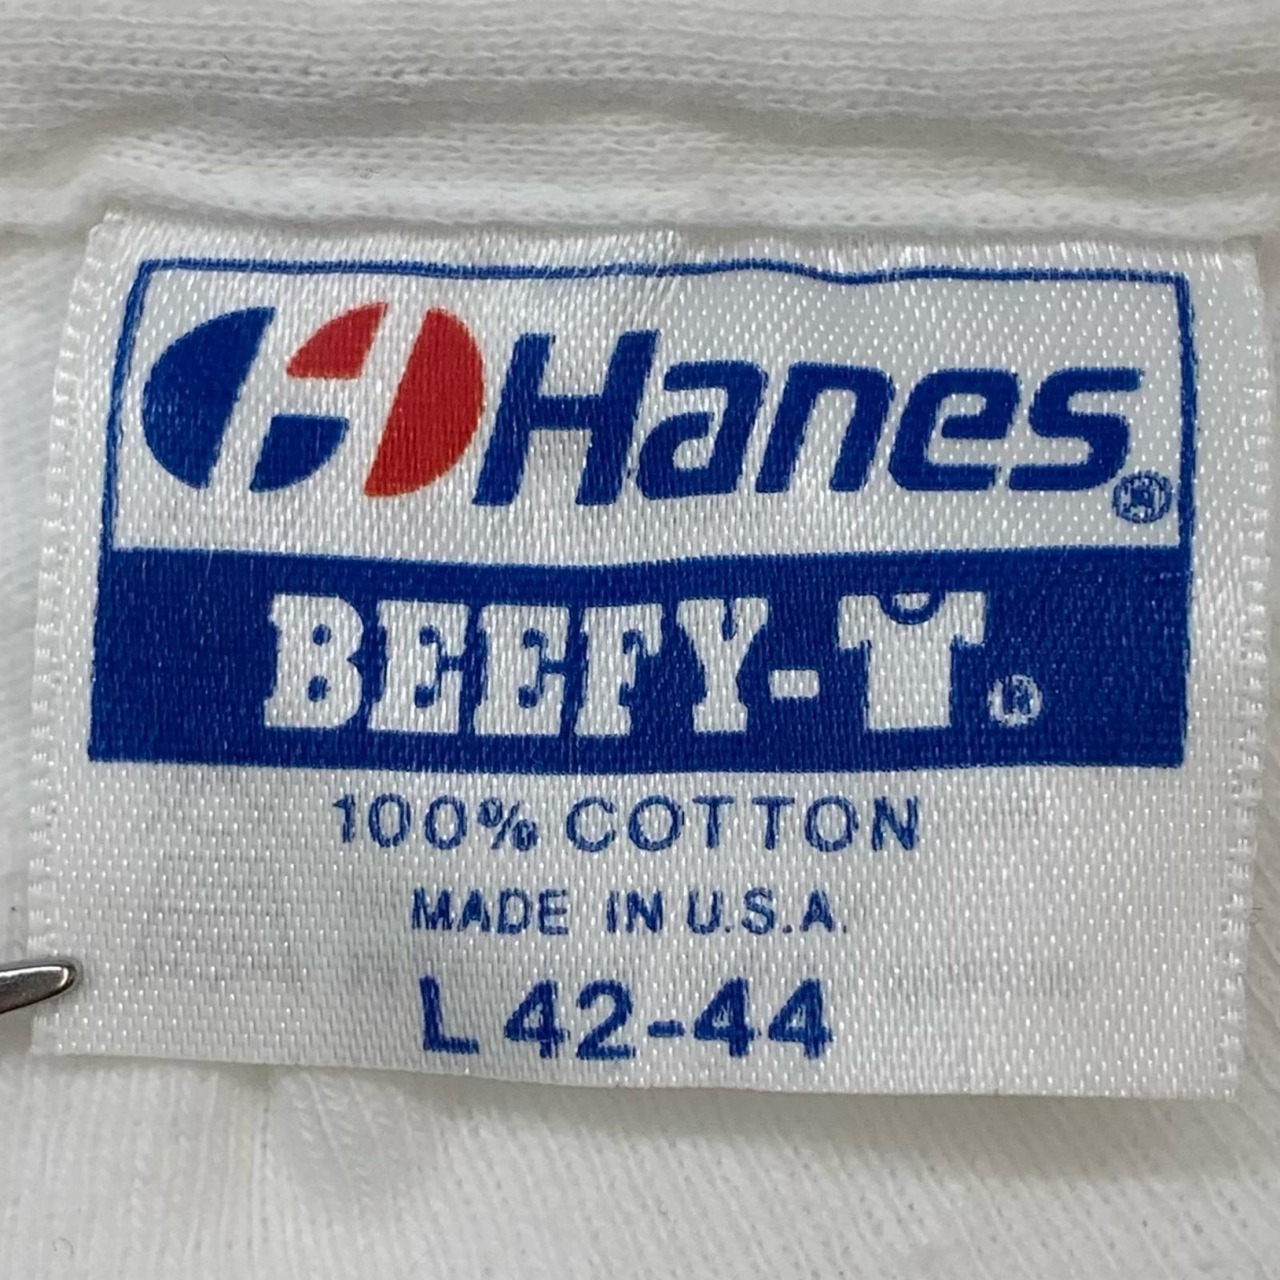 Hanes®
BEEFY-T®
100% COTTON
MADE IN U.S.A.
L 42-44